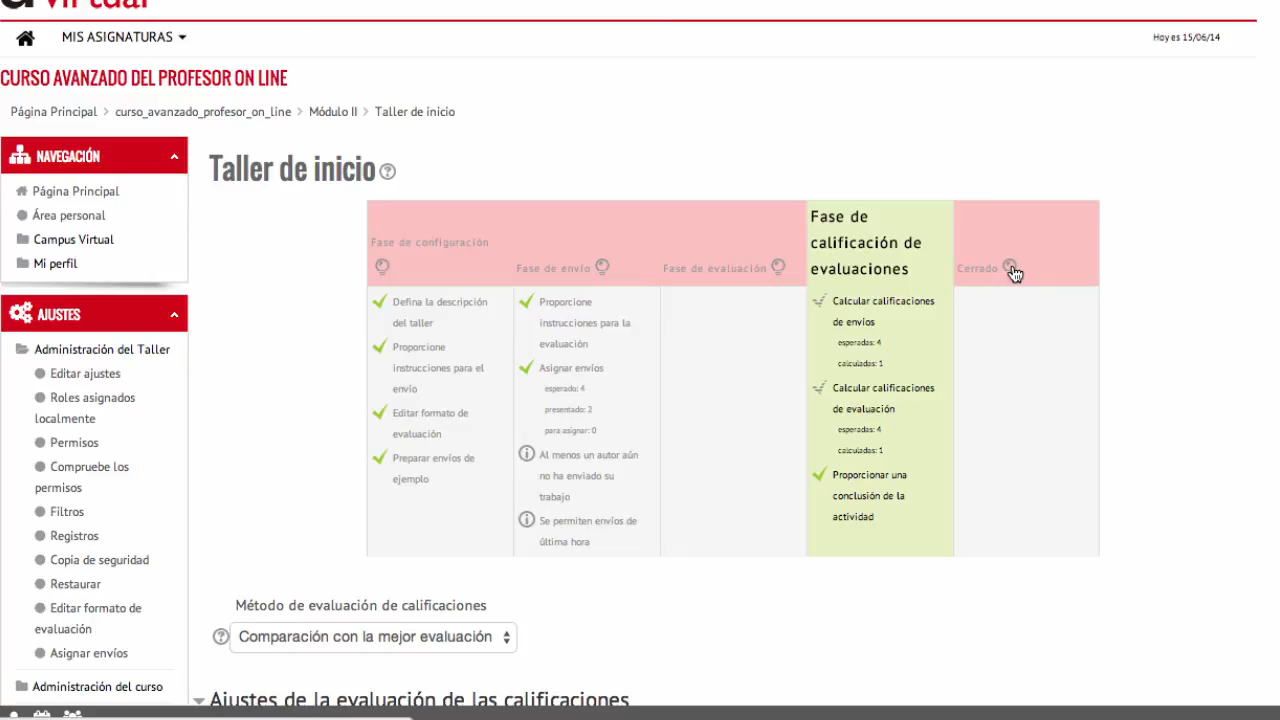 virtual
MIS ASIGNATURAS
Hoy es 15/06/14
CURSO AVANZADO DEL PROFESOR ON LINE
Página Principal > curso_avanzado_profesor_on_line > Módulo II > Taller de inicio
NAVEGACIÓN
Página Principal
Área personal
Campus Virtual
Mi perfil
AJUSTES
Administración del Taller
Editar ajustes
Roles asignados
localmente
Permisos
Compruebe los
permisos
Filtros
Registros
Copia de seguridad
Restaurar
Editar formato de
evaluación
Asignar envíos
Administración del curso
Taller de inicio
Fase de configuración
Defina la descripción
del taller
Proporcione
instrucciones para el
envío
Editar formato de
evaluación
Preparar envíos de
ejemplo
Fase de envío
Proporcione
instrucciones para la
evaluación
Asignar envíos
esperado: 4
presentado: 2
para asignar: 0
Al menos un autor aún
no ha enviado su
trabajo
Se permiten envíos de
última hora
Fase de evaluación
Fase de
calificación de
evaluaciones
Calcular calificaciones
de envíos
esperadas: 4
calculadas: 1
Calcular calificaciones
de evaluación
esperadas: 4
calculadas: 1
Proporcionar una
conclusión de la
actividad
Cerrado
Método de evaluación de calificaciones
Comparación con la mejor evaluación
Ajustes de la evaluación de las calificaciones